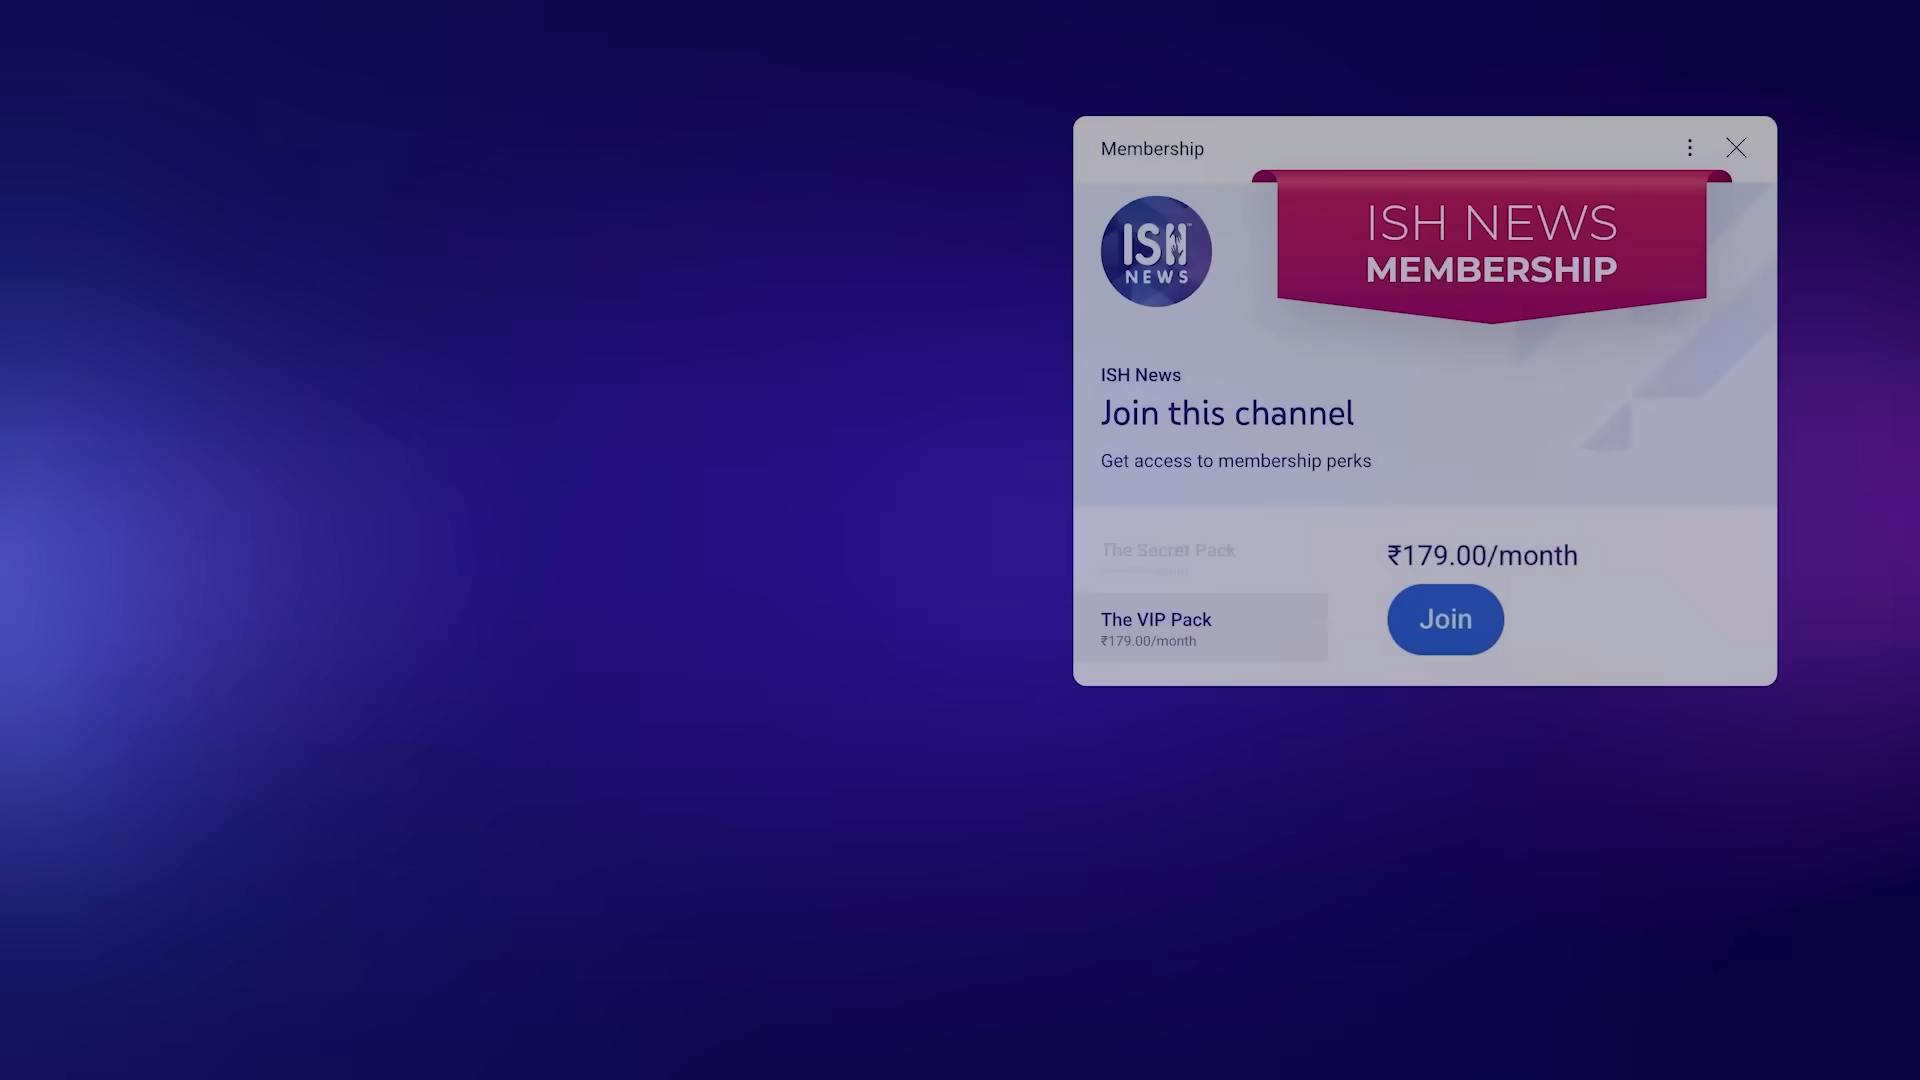 Membership
ISH
NEWS
ISH NEWS
MEMBERSHIP
ISH News
Join this channel
Get access to membership perks
The Secret Pack
₹179.00/month
The VIP Pack
₹179.00/month
Join